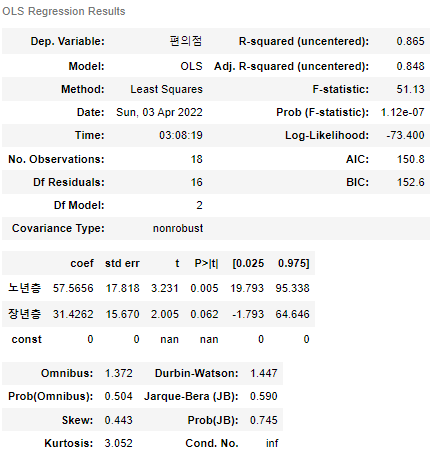 OLS Regression Results
Dep. Variable: 편의점 R-squared (uncentered): 0.865
Model: OLS Adj. R-squared (uncentered): 0.848
Method: Least Squares F-statistic: 51.13
Date: Sun, 03 Apr 2022 Prob (F-statistic): 1.12e-07
Time: 03:08:19 Log-Likelihood: -73.400
No. Observations: 18 AIC: 150.8
Df Residuals: 16 BIC: 152.6
Df Model: 2
Covariance Type: nonrobust
coef std err t P>|t| [0.025 0.975]
노년층 57.5656 17.818 3.231 0.005 19.793 95.338
장년층 31.4262 15.670 2.005 0.062 -1.793 64.646
const 0 0 nan nan 0 0
Omnibus: 1.372 Durbin-Watson: 1.447
Prob(Omnibus): 0.504 Jarque-Bera (JB): 0.590
Skew: 0.443 Prob(JB): 0.745
Kurtosis: 3.052 Cond. No. inf